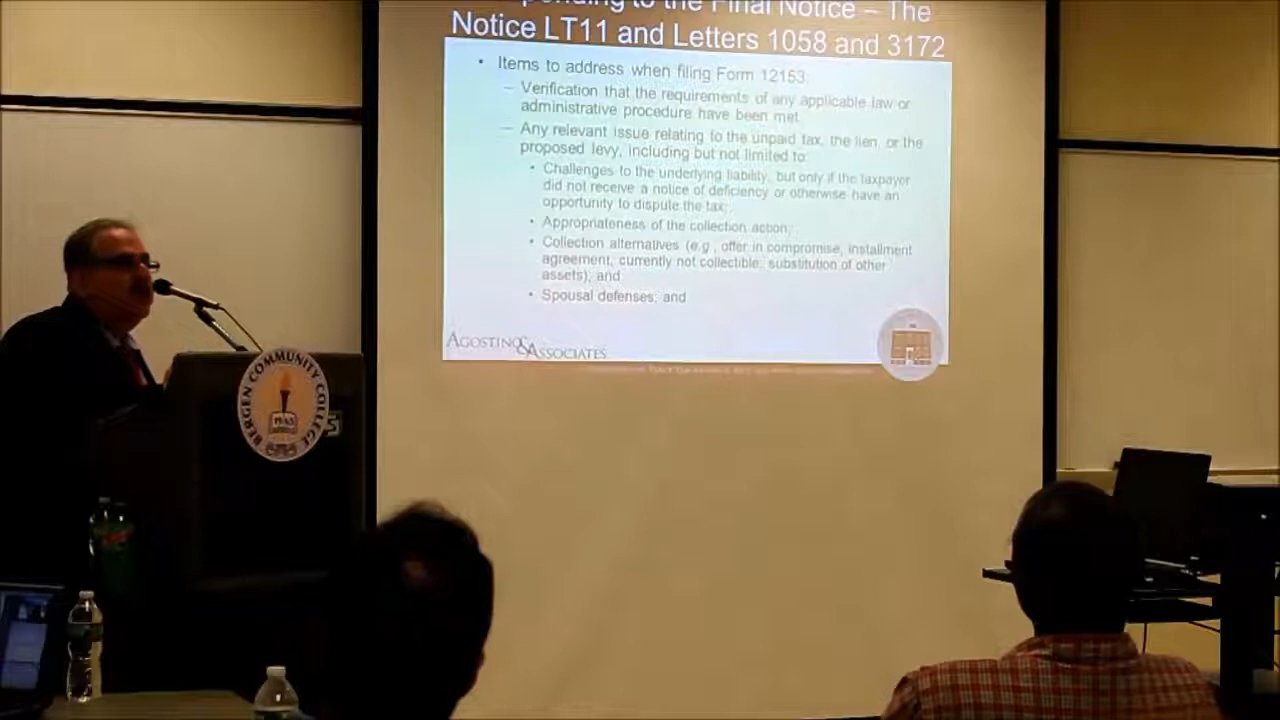 to the Final Notice – The
Notice LT11 and Letters 1058 and 3172
• Items to address when filing Form 12153:
– Verification that the requirements of any applicable law or
administrative procedure have been met
– Any relevant issue relating to the unpaid tax, the lien, or the
proposed levy, including but not limited to:
• Challenges to the underlying liability, but only if the taxpayer
did not receive a notice of deficiency or otherwise have an
opportunity to dispute the tax;
• Appropriateness of the collection action;
• Collection alternatives (e.g., offer in compromise, installment
agreement, currently not collectible, substitution of other
assets); and
• Spousal defenses; and
AGOSTINO & ASSOCIATES
BERGEN COMMUNITY COLLEGE